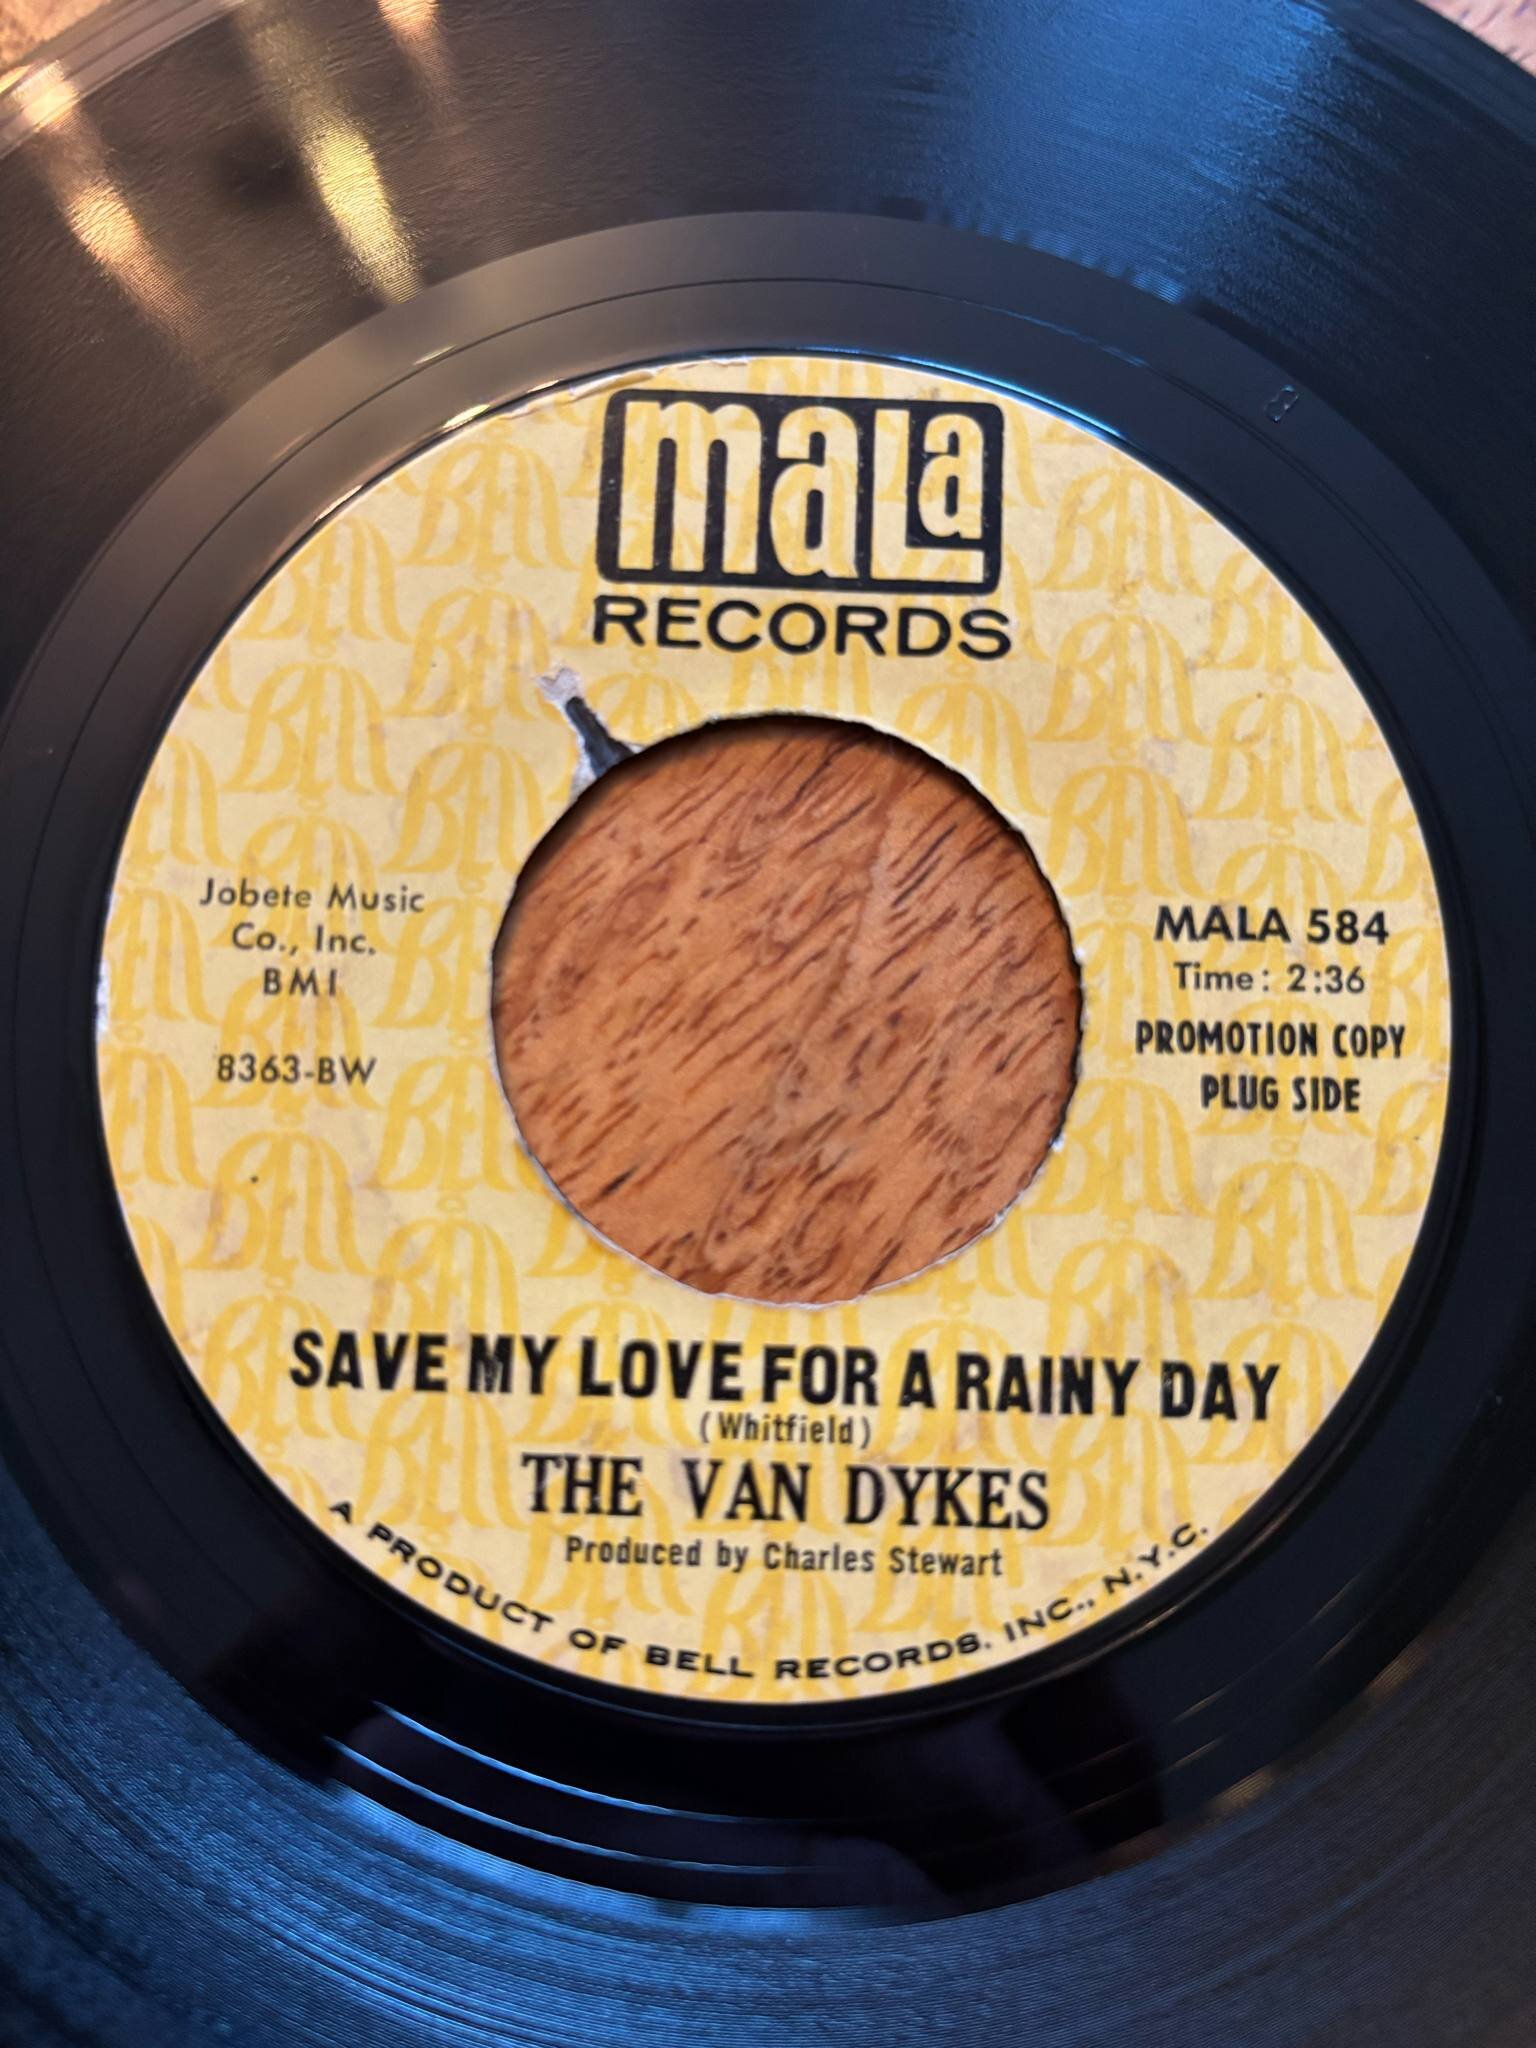 mala
RECORDS
Jobete Music
Co., Inc.
BMI
8363-BW
MALA 584
Time: 2:36
PROMOTION COPY
PLUG SIDE
SAVE MY LOVE FOR A RAINY DAY
(Whitfield)
THE VAN DYKES
Produced by Charles Stewart
A PRODUCT OF BELL RECORDS, INC., N.Y.C.
BELL